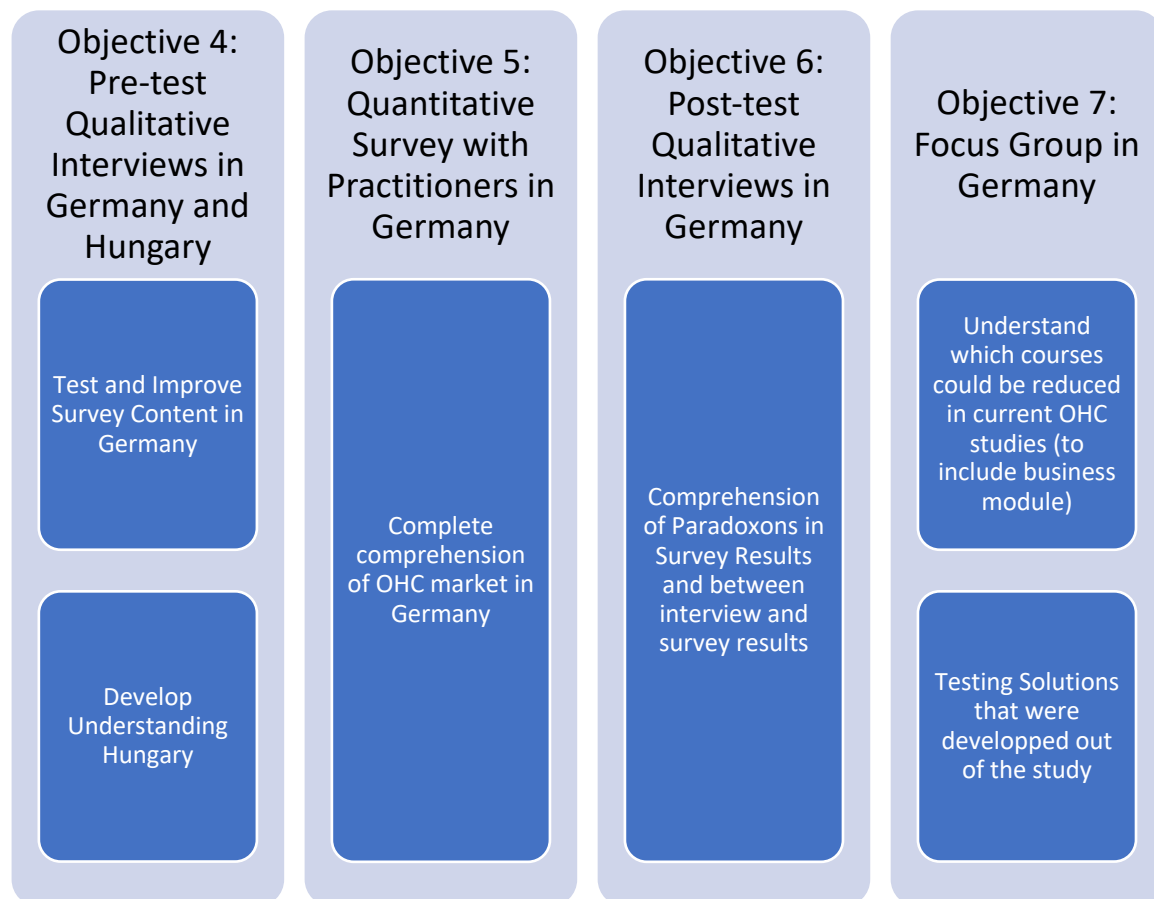 Objective 4:
Pre-test
Qualitative
Interviews in
Germany and
Hungary
Test and Improve
Survey Content in
Germany
Develop
Understanding
Hungary
Objective 5:
Quantitative
Survey with
Practitioners in
Germany
Complete
comprehension
of OHC market in
Germany
Objective 6:
Post-test
Qualitative
Interviews in
Germany
Comprehension
of Paradoxons in
Survey Results
and between
interview and
survey results
Objective 7:
Focus Group in
Germany
Understand
which courses
could be reduced
in current OHC
studies (to
include business
module)
Testing Solutions
that were
developped out
of the study